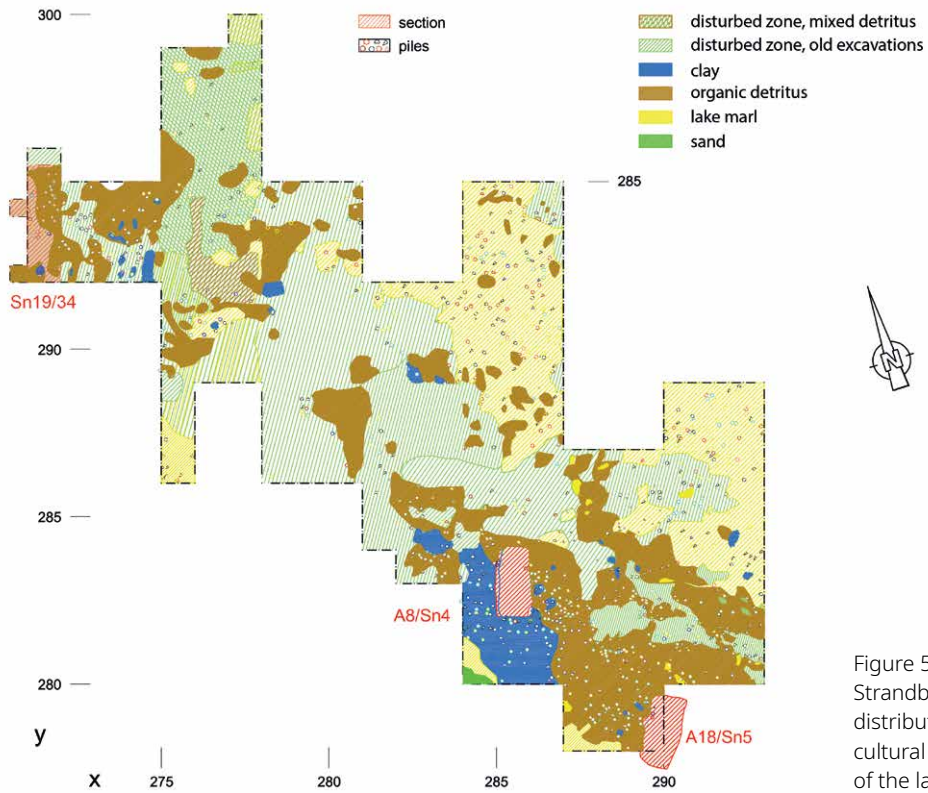 300
section
piles
disturbed zone, mixed detritus
disturbed zone, old excavations
clay
organic detritus
lake marl
sand
285
Sn19/34
290
N
285
A8/Sn4
280
A18/Sn5
y
x
275
280
285
290
Figure 5
Strandb
distribut
cultural
of the la